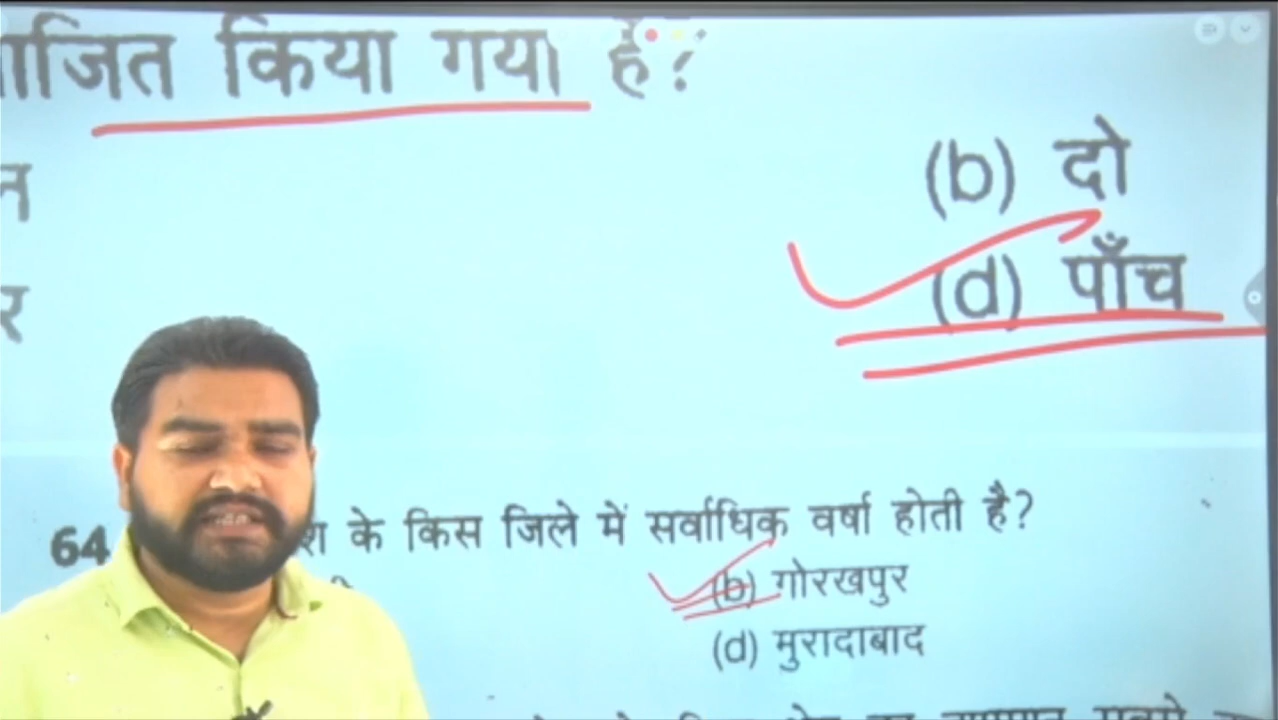 किया गया है?
(b) दो
(d) पाँच
64
के किस जिले में सर्वाधिक वर्षा होती है?
(b) गोरखपुर
(d) मुरादाबाद